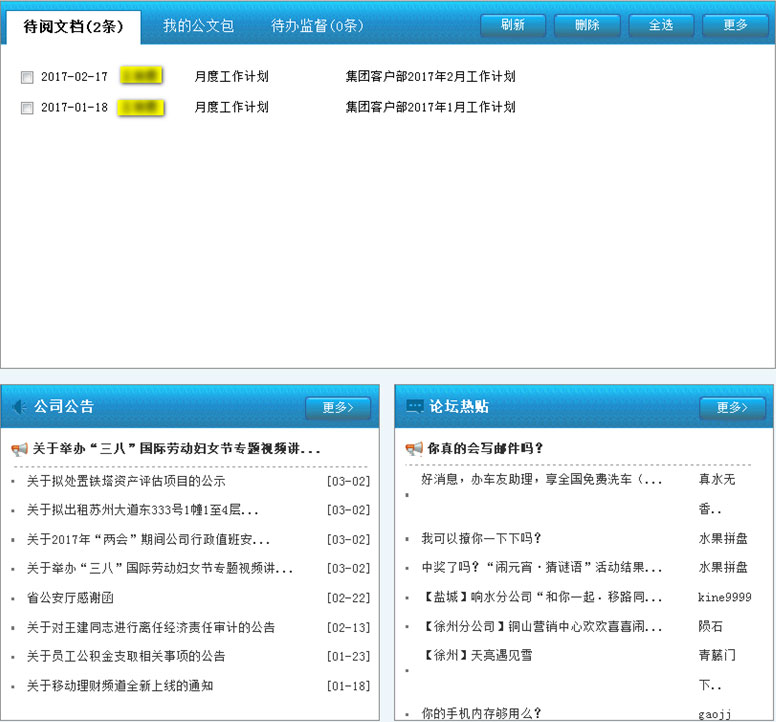 待阅文档(2条) 我的公文包 待办监督(0条) 刷新 删除 全选 更多
2017-02-17 月度工作计划 集团客户部2017年2月工作计划
2017-01-18 月度工作计划 集团客户部2017年1月工作计划
公司公告 更多>
关于举办“三八”国际劳动妇女节专题视频讲...
关于拟处置铁塔资产评估项目的公示 [03-02]
关于拟出租苏州大道东333号1幢1至4层... [03-02]
关于2017年“两会”期间公司行政值班安... [03-02]
关于举办“三八”国际劳动妇女节专题视频讲... [03-02]
省公安厅感谢函 [02-22]
关于对王建同志进行离任经济责任审计的公告 [02-13]
关于员工公积金支取相关事项的公告 [01-23]
关于移动理财频道全新上线的通知 [01-18]
论坛热贴 更多>
你真的会写邮件吗?
好消息，办车友助理，享全国免费洗车（... 真水无
香..
我可以撩你一下下吗? 水果拼盘
中奖了吗?“闹元宵·猜谜语”活动结果... 水果拼盘
【盐城】响水分公司“和你一起．移路同... kine9999
【徐州分公司】铜山营销中心欢欢喜喜闹... 陨石
【徐州】天亮遇见雪 青藤门
下..
你的手机内存够用么? gaojj